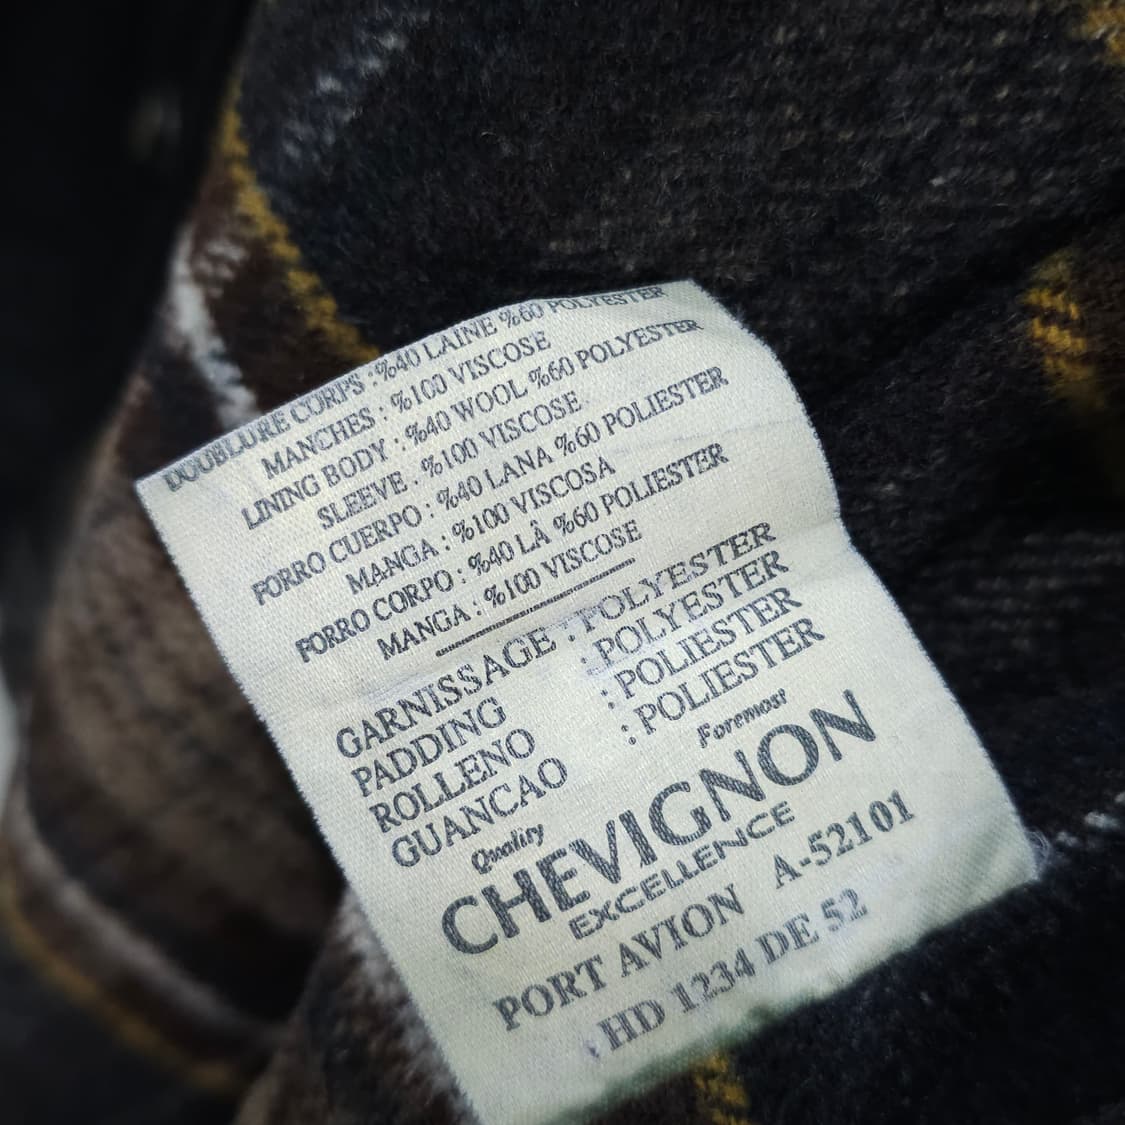 DOUBLURE CORPS : %40 LAINE %60 POLYESTER
MANCHES : %100 VISCOSE
LINING BODY : %40 WOOL %60 POLYESTER
SLEEVE . %100 VISCOSE
FORRO CUERPO : %40 LANA %60 POLIESTER
MANGA : %100 VISCOSA
FORRO CORPO : %40 LÂ %60 POLIESTER
MANGA : %100 VISCOSE
GARNISSAGE : POLYESTER
PADDING : POLYESTER
ROLLENO : POLIESTER
GUANCAO : POLIESTER
Quality Foremost
CHEVIGNON
EXCELLENCE
PORT AVION A-52101
HD 1234 DE 52